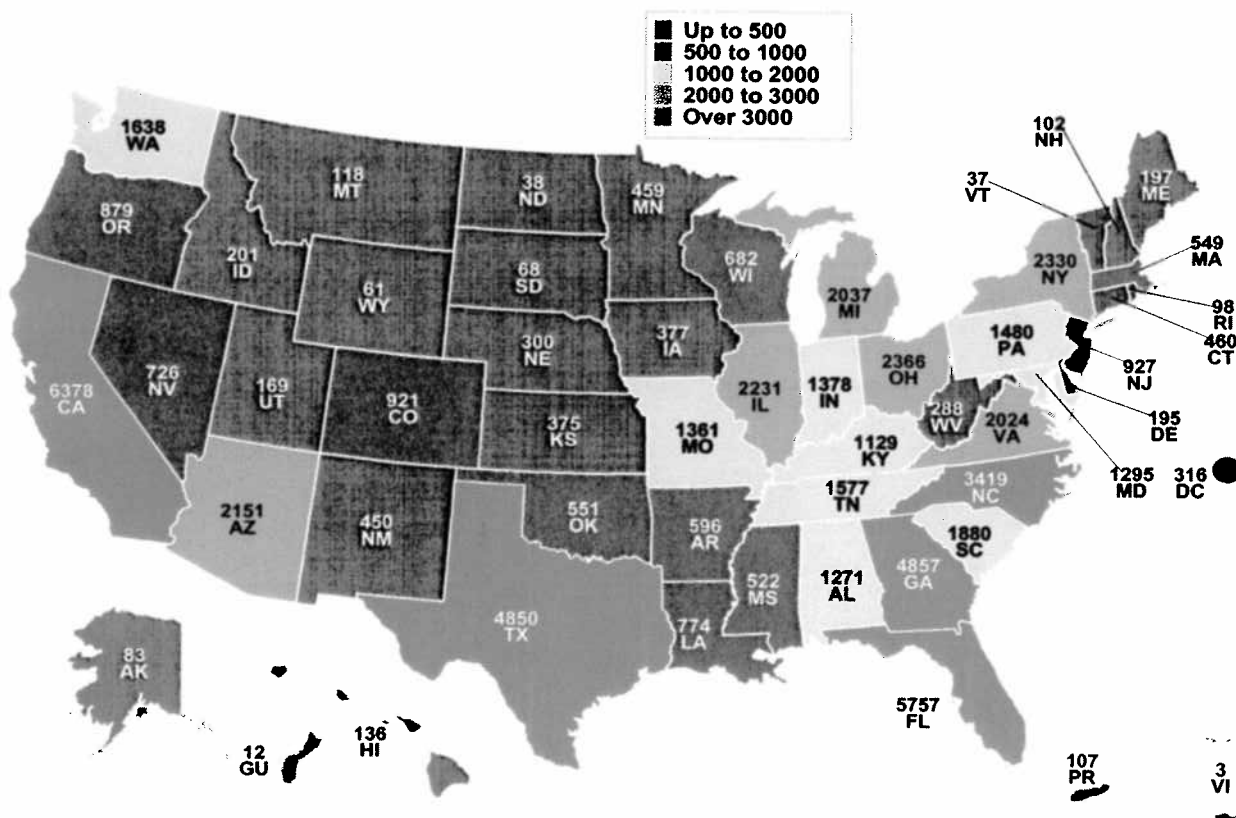 Up to 500
500 to 1000
1000 to 2000
2000 to 3000
Over 3000
1638
WA
118
MT
38
ND
459
MN
102
NH
197
ME
37
VT
879
OR
201
ID
61
WY
68
SD
682
WI
2037
MI
2330
NY
549
MA
98
RI
460
CT
726
NV
169
UT
921
CO
300
NE
377
IA
2231
IL
1378
IN
2366
OH
1480
PA
927
NJ
6378
CA
375
KS
1361
MO
1129
KY
288
WV
2024
VA
195
DE
1295
MD
316
DC
2151
AZ
450
NM
551
OK
596
AR
1577
TN
3419
NC
1880
SC
4850
TX
774
LA
522
MS
1271
AL
4857
GA
5757
FL
83
AK
12
GU
136
HI
107
PR
3
VI